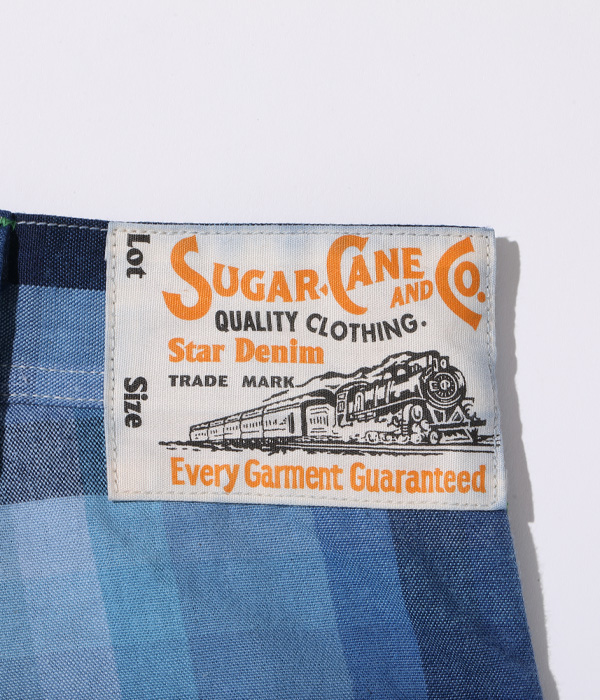 Lot
Size
SUGAR CANE AND CO.
QUALITY CLOTHING.
Star Denim
TRADE MARK
Every Garment Guaranteed